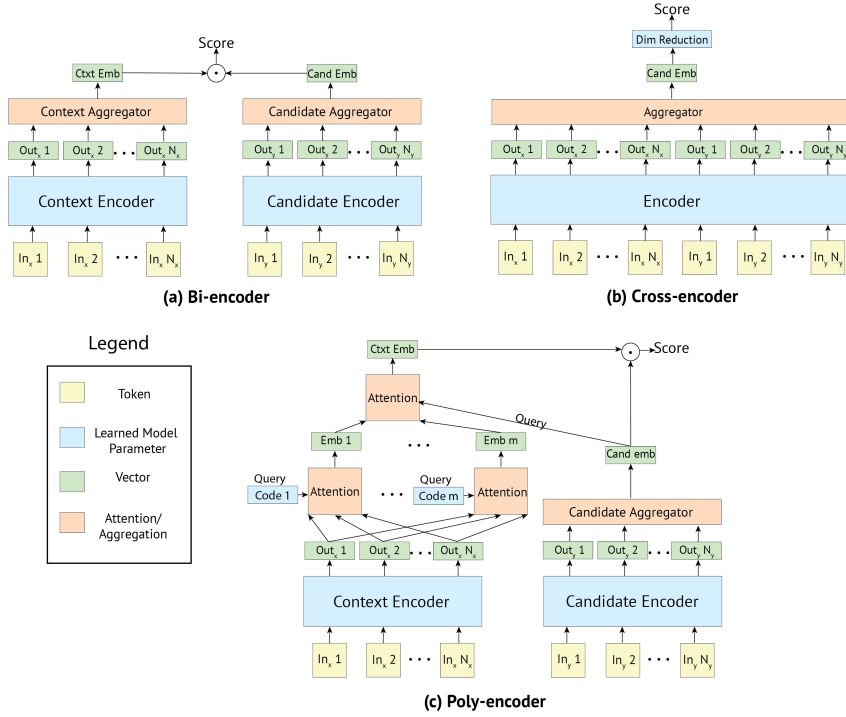 Score
Ctxt Emb
Cand Emb
Context Aggregator
Candidate Aggregator
Outx 1 Outx 2 ... Outx Nx
Outy 1 Outy 2 ... Outy Ny
Context Encoder
Candidate Encoder
Inx 1 Inx 2 ... Inx Nx
Iny 1 Iny 2 ... Iny Ny
(a) Bi-encoder
Score
Dim Reduction
Cand Emb
Aggregator
Outx 1 Outx 2 ... Outx Nx Outy 1 Outy 2 ... Outy Ny
Encoder
Inx 1 Inx 2 ... Inx Nx Iny 1 Iny 2 ... Iny Ny
(b) Cross-encoder
Legend
Token
Learned Model
Parameter
Vector
Attention/
Aggregation
Ctxt Emb
Score
Attention
Query
Emb 1 ... Emb m
Cand emb
Query
Code 1
Attention
...
Query
Code m
Attention
Candidate Aggregator
Outx 1 Outx 2 ... Outx Nx
Outy 1 Outy 2 ... Outy Ny
Context Encoder
Candidate Encoder
Inx 1 Inx 2 ... Inx Nx
Iny 1 Iny 2 ... Iny Ny
(c) Poly-encoder